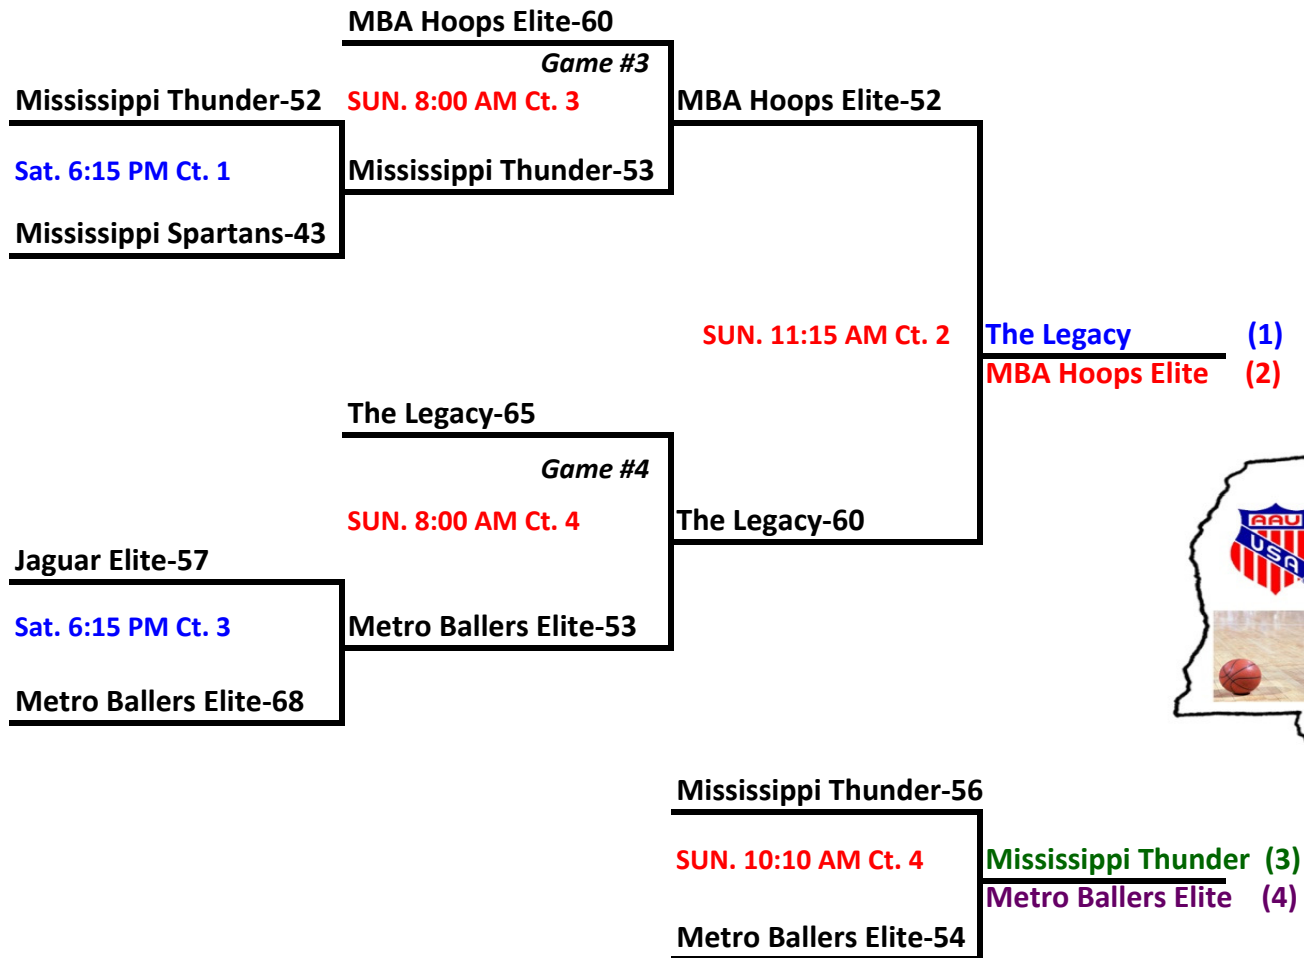 MBA Hoops Elite-60
Game #3
Mississippi Thunder-52
SUN. 8:00 AM Ct. 3
MBA Hoops Elite-52
Sat. 6:15 PM Ct. 1
Mississippi Thunder-53
Mississippi Spartans-43
SUN. 11:15 AM Ct. 2
The Legacy (1)
MBA Hoops Elite (2)
The Legacy-65
Game #4
SUN. 8:00 AM Ct. 4
The Legacy-60
AAU
USA
Jaguar Elite-57
Sat. 6:15 PM Ct. 3
Metro Ballers Elite-53
Metro Ballers Elite-68
Mississippi Thunder-56
SUN. 10:10 AM Ct. 4
Mississippi Thunder (3)
Metro Ballers Elite (4)
Metro Ballers Elite-54